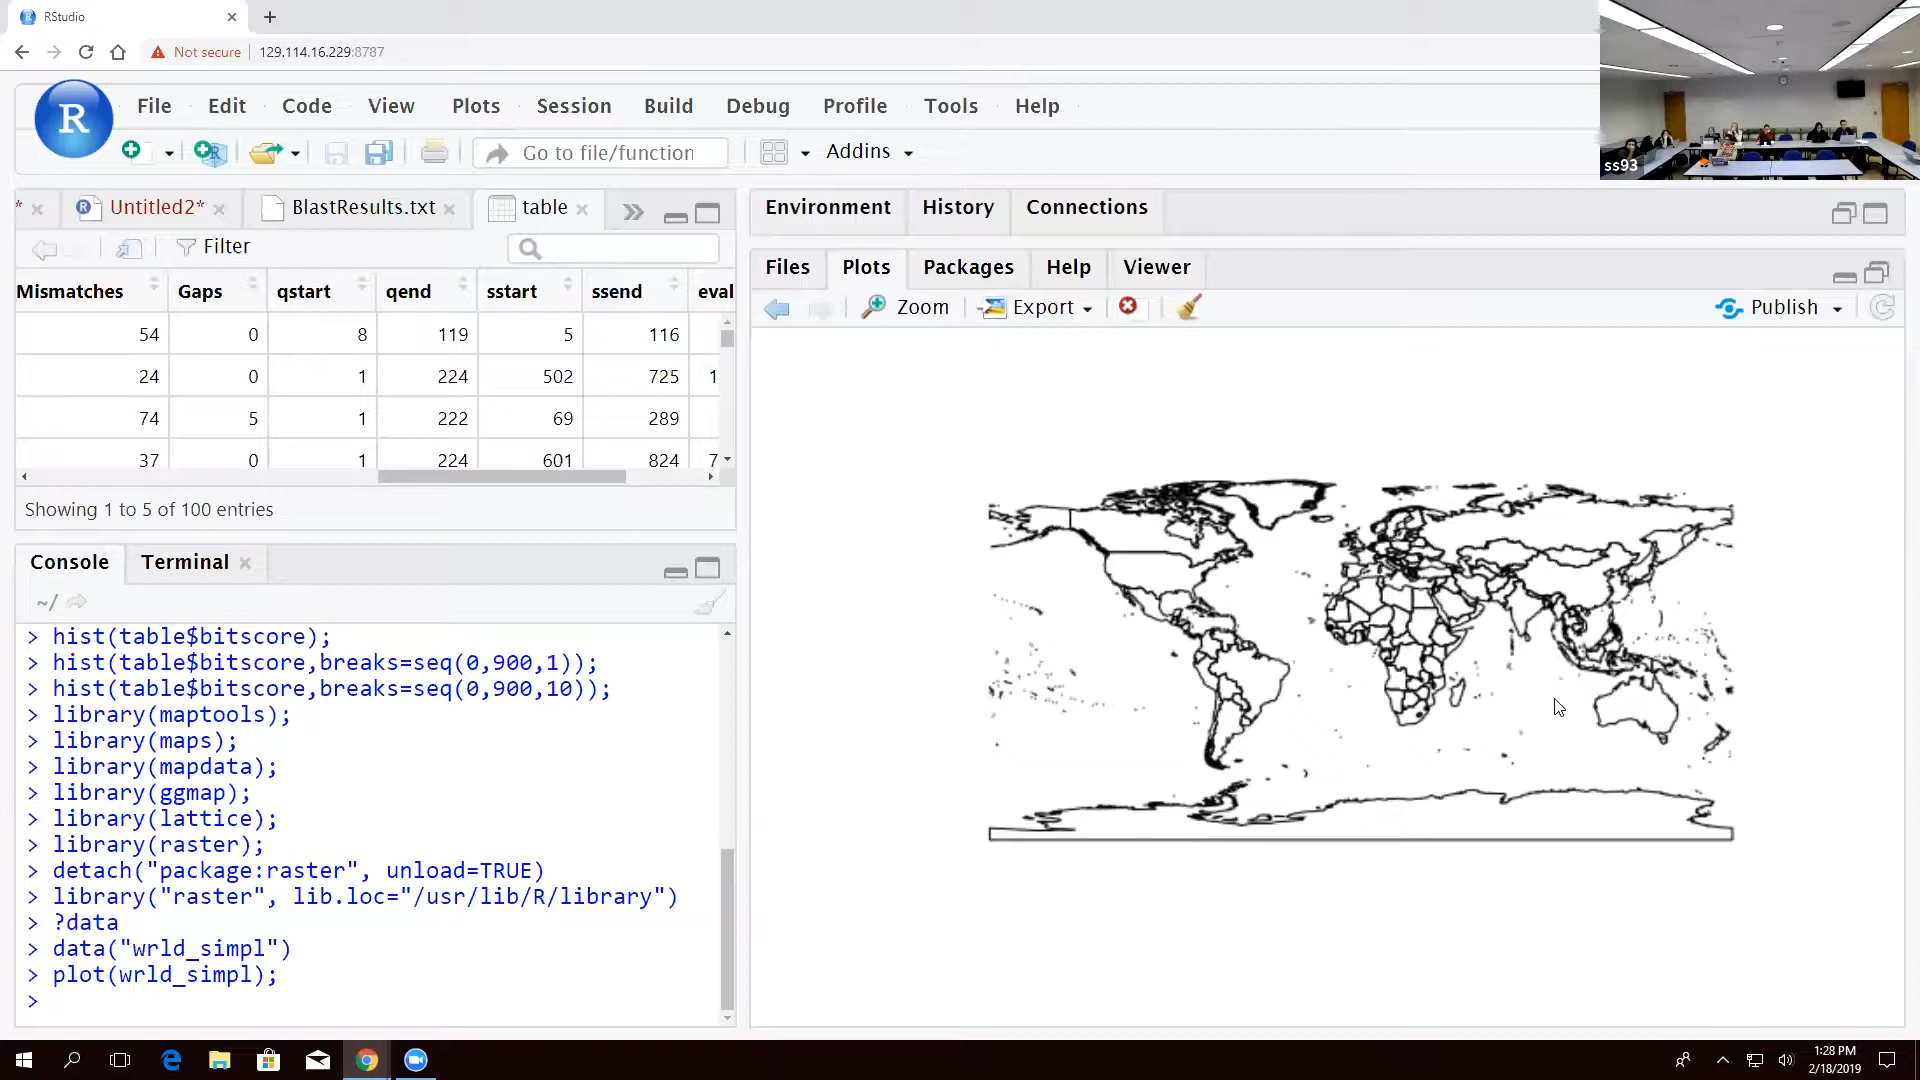 RStudio
Not secure 129.114.16.229:8787
R File Edit Code View Plots Session Build Debug Profile Tools Help
R Go to file/function Addins
ss93
* R Untitled2* BlastResults.txt table
Filter
Mismatches Gaps qstart qend sstart ssend eval
54 0 8 119 5 116
24 0 1 224 502 725 1
74 5 1 222 69 289
37 0 1 224 601 824 7
Showing 1 to 5 of 100 entries
Console Terminal
~/
> hist(table$bitscore);
> hist(table$bitscore,breaks=seq(0,900,1));
> hist(table$bitscore,breaks=seq(0,900,10));
> library(maptools);
> library(maps);
> library(mapdata);
> library(ggmap);
> library(lattice);
> library(raster);
> detach("package:raster", unload=TRUE)
> library("raster", lib.loc="/usr/lib/R/library")
> ?data
> data("wrld_simpl")
> plot(wrld_simpl);
>
Environment History Connections
Files Plots Packages Help Viewer
Zoom Export Publish
1:28 PM
2/18/2019